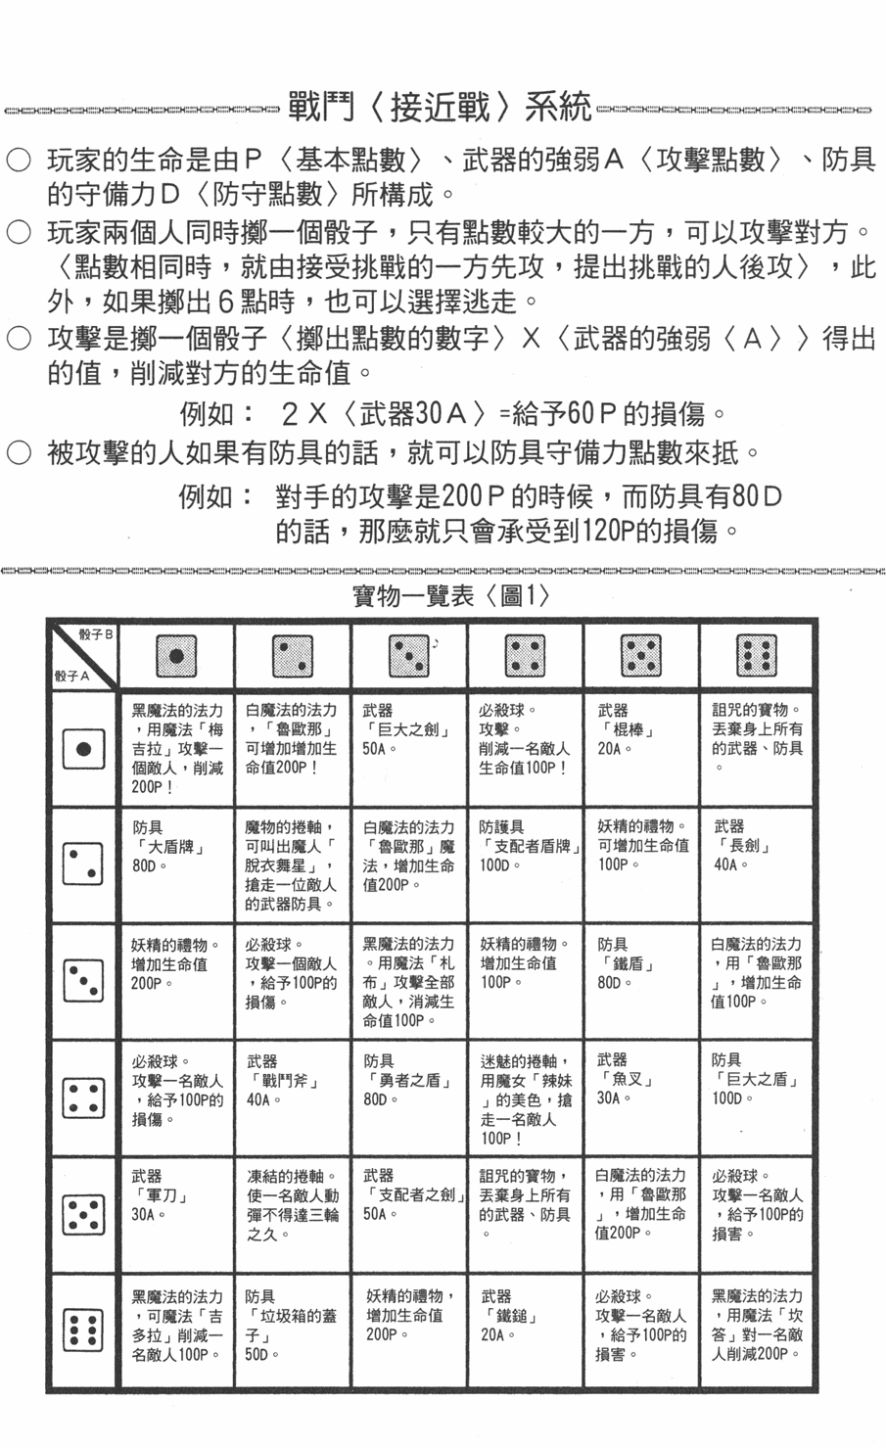 戰鬥〈接近戰〉系統
○ 玩家的生命是由P〈基本點數〉、武器的強弱A〈攻擊點數〉、防具
的守備力D〈防守點數〉所構成。
○ 玩家兩個人同時擲一個骰子，只有點數較大的一方，可以攻擊對方。
〈點數相同時，就由接受挑戰的一方先攻，提出挑戰的人後攻〉，此
外，如果擲出6點時，也可以選擇逃走。
○ 攻擊是擲一個骰子〈擲出點數的數字〉X〈武器的強弱〈A〉〉得出
的值，削減對方的生命值。
例如： 2X〈武器30A〉=給予60P的損傷。
○ 被攻擊的人如果有防具的話，就可以防具守備力點數來抵。
例如： 對手的攻擊是200P的時候，而防具有80D
的話，那麼就只會承受到120P的損傷。
寶物一覽表〈圖1〉
骰子B
骰子A
♪
黑魔法的法力
，用魔法「梅
吉拉」攻擊一
個敵人，削減
200P！
白魔法的法力
，「魯歐那」
可增加增加生
命值200P！
武器
「巨大之劍」
50A。
必殺球。
攻擊。
削減一名敵人
生命值100P！
武器
「棍棒」
20A。
詛咒的寶物。
丟棄身上所有
的武器、防具
。
防具
「大盾牌」
80D。
魔物的捲軸，
可叫出魔人「
脫衣舞星」，
搶走一位敵人
的武器防具。
白魔法的法力
「魯歐那」魔
法，增加生命
值200P。
防護具
「支配者盾牌」
100D。
妖精的禮物。
可增加生命值
100P。
武器
「長劍」
40A。
妖精的禮物。
增加生命值
200P。
必殺球。
攻擊一個敵人
，給予100P的
損傷。
黑魔法的法力
。用魔法「札
布」攻擊全部
敵人，消減生
命值100P。
妖精的禮物。
增加生命值
100P。
防具
「鐵盾」
80D。
白魔法的法力
，用「魯歐那
」，增加生命
值100P。
必殺球。
攻擊一名敵人
，給予100P的
損傷。
武器
「戰鬥斧」
40A。
防具
「勇者之盾」
80D。
迷魅的捲軸，
用魔女「辣妹
」的美色，搶
走一名敵人
100P！
武器
「魚叉」
30A。
防具
「巨大之盾」
100D。
武器
「軍刀」
30A。
凍結的捲軸。
使一名敵人動
彈不得達三輪
之久。
武器
「支配者之劍」
50A。
詛咒的寶物，
丟棄身上所有
的武器、防具
。
白魔法的法力
，用「魯歐那
」，增加生命
值200P。
必殺球。
攻擊一名敵人
，給予100P的
損害。
黑魔法的法力
，可魔法「吉
多拉」削減一
名敵人100P。
防具
「垃圾箱的蓋
子」
50D。
妖精的禮物，
增加生命值
200P。
武器
「鐵鎚」
20A。
必殺球。
攻擊一名敵人
，給予100P的
損害。
黑魔法的法力
，用魔法「坎
答」對一名敵
人削減200P。